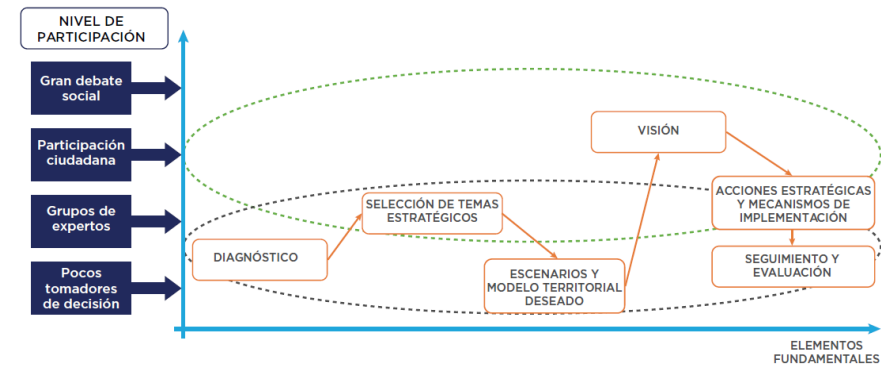 NIVEL DE
PARTICIPACIÓN
Gran debate
social
Participación
ciudadana
Grupos de
expertos
Pocos
tomadores
de decisión
DIAGNÓSTICO
SELECCIÓN DE TEMAS
ESTRATÉGICOS
ESCENARIOS Y
MODELO TERRITORIAL
DESEADO
VISIÓN
ACCIONES ESTRATÉGICAS
Y MECANISMOS DE
IMPLEMENTACIÓN
SEGUIMIENTO Y
EVALUACIÓN
ELEMENTOS
FUNDAMENTALES